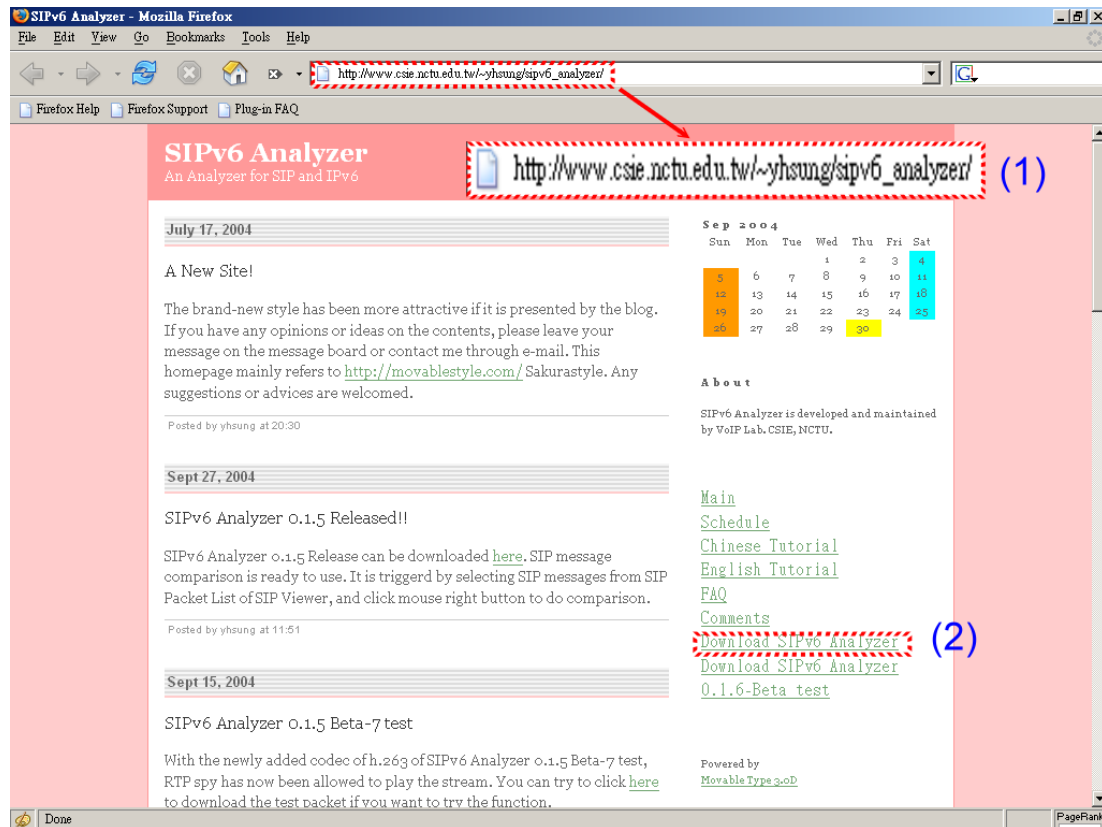 SIPv6 Analyzer - Mozilla Firefox
File Edit View Go Bookmarks Tools Help
http://www.csie.nctu.edu.tw/~yhsung/sipv6_analyzer/
G
Firefox Help Firefox Support Plug-in FAQ
SIPv6 Analyzer
An Analyzer for SIP and IPv6
http://www.csie.nctu.edu.tw/~yhsung/sipv6_analyzer/ (1)
July 17, 2004
A New Site!
The brand-new style has been more attractive if it is presented by the blog.
If you have any opinions or ideas on the contents, please leave your
message on the message board or contact me through e-mail. This
homepage mainly refers to http://movablestyle.com/ Sakurastyle. Any
suggestions or advices are welcomed.
Posted by yhsung at 20:30
Sept 27, 2004
SIPv6 Analyzer 0.1.5 Released!!
SIPv6 Analyzer 0.1.5 Release can be downloaded here. SIP message
comparison is ready to use. It is triggerd by selecting SIP messages from SIP
Packet List of SIP Viewer, and click mouse right button to do comparison.
Posted by yhsung at 11:51
Sept 15, 2004
SIPv6 Analyzer 0.1.5 Beta-7 test
With the newly added codec of h.263 of SIPv6 Analyzer 0.1.5 Beta-7 test,
RTP spy has now been allowed to play the stream. You can try to click here
to download the test packet if you want to try the function.
Sep 2004
Sun Mon Tue Wed Thu Fri Sat
1 2 3 4
5 6 7 8 9 10 11
12 13 14 15 16 17 18
19 20 21 22 23 24 25
26 27 28 29 30
About
SIPv6 Analyzer is developed and maintained
by VoIP Lab. CSIE, NCTU.
Main
Schedule
Chinese Tutorial
English Tutorial
FAQ
Comments
Download SIPv6 Analyzer (2)
Download SIPv6 Analyzer
0.1.6-Beta test
Powered by
Movable Type 3.0D
Done
PageRank